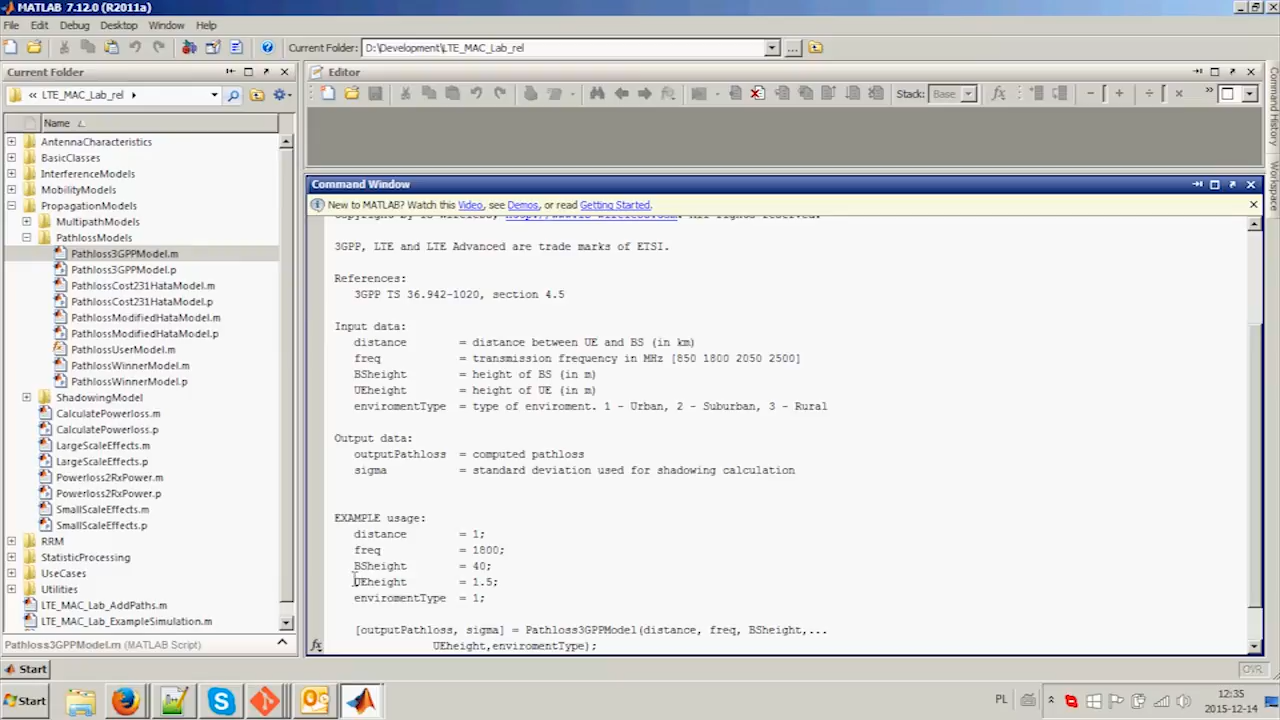 MATLAB 7.12.0 (R2011a)
File Edit Debug Desktop Window Help
Current Folder: D:\Development\LTE_MAC_Lab_rel
Current Folder
« LTE_MAC_Lab_rel
Name
AntennaCharacteristics
BasicClasses
InterferenceModels
MobilityModels
PropagationModels
MultipathModels
PathlossModels
Pathloss3GPPModel.m
Pathloss3GPPModel.p
PathlossCost231HataModel.m
PathlossCost231HataModel.p
PathlossModifiedHataModel.m
PathlossModifiedHataModel.p
PathlossUserModel.m
PathlossWinnerModel.m
PathlossWinnerModel.p
ShadowingModel
CalculatePowerloss.m
CalculatePowerloss.p
LargeScaleEffects.m
LargeScaleEffects.p
Powerloss2RxPower.m
Powerloss2RxPower.p
SmallScaleEffects.m
SmallScaleEffects.p
RRM
StatisticProcessing
UseCases
Utilities
LTE_MAC_Lab_AddPaths.m
LTE_MAC_Lab_ExampleSimulation.m
Pathloss3GPPModel.m (MATLAB Script)
Editor
Stack: Base
Command Window
New to MATLAB? Watch this Video, see Demos, or read Getting Started.
All rights reserved.
3GPP, LTE and LTE Advanced are trade marks of ETSI.
References:
3GPP TS 36.942-1020, section 4.5
Input data:
distance = distance between UE and BS (in km)
freq = transmission frequency in MHz [850 1800 2050 2500]
BSheight = height of BS (in m)
UEheight = height of UE (in m)
enviromentType = type of enviroment. 1 - Urban, 2 - Suburban, 3 - Rural
Output data:
outputPathloss = computed pathloss
sigma = standard deviation used for shadowing calculation
EXAMPLE usage:
distance = 1;
freq = 1800;
BSheight = 40;
UEheight = 1.5;
enviromentType = 1;
[outputPathloss, sigma] = Pathloss3GPPModel(distance, freq, BSheight,...
UEheight,enviromentType);
fx
Command History
Workspace
Start
OVR
Start
PL
12:35
2015-12-14